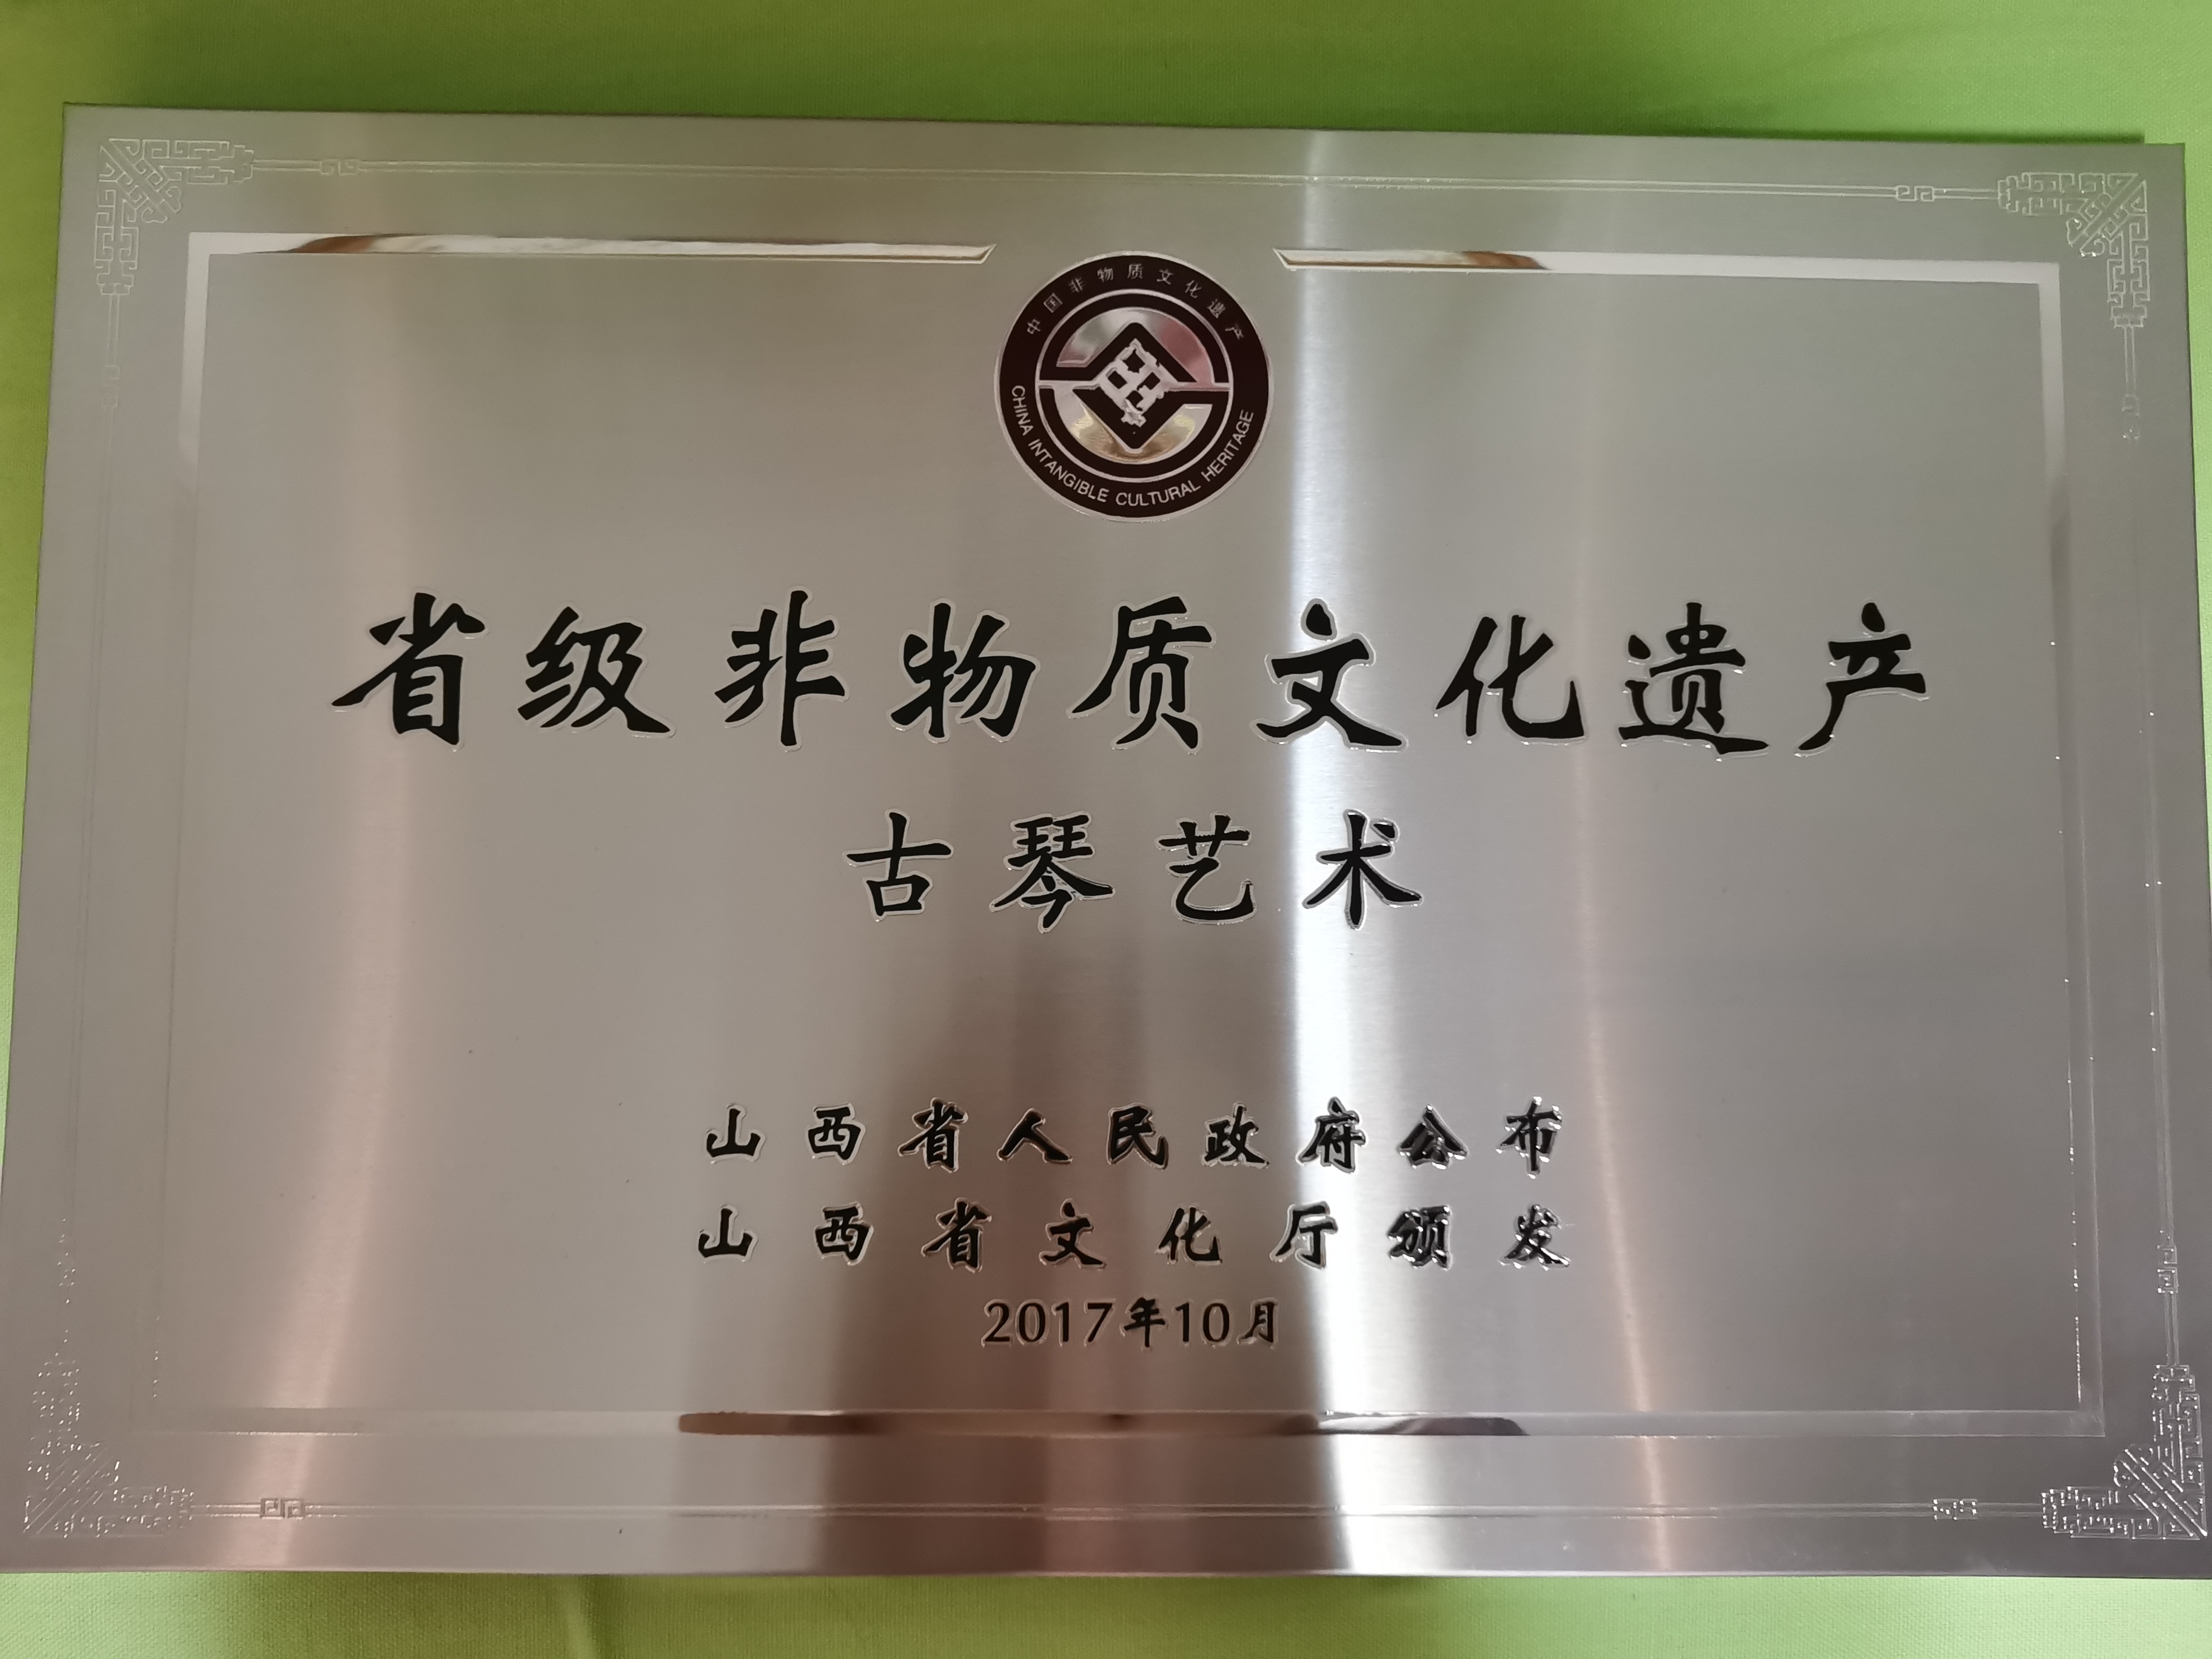 中国非物质文化遗产
CHINA INTANGIBLE CULTURAL HERITAGE
省级非物质文化遗产
古琴艺术
山西省人民政府公布
山西省文化厅颁发
2017年10月